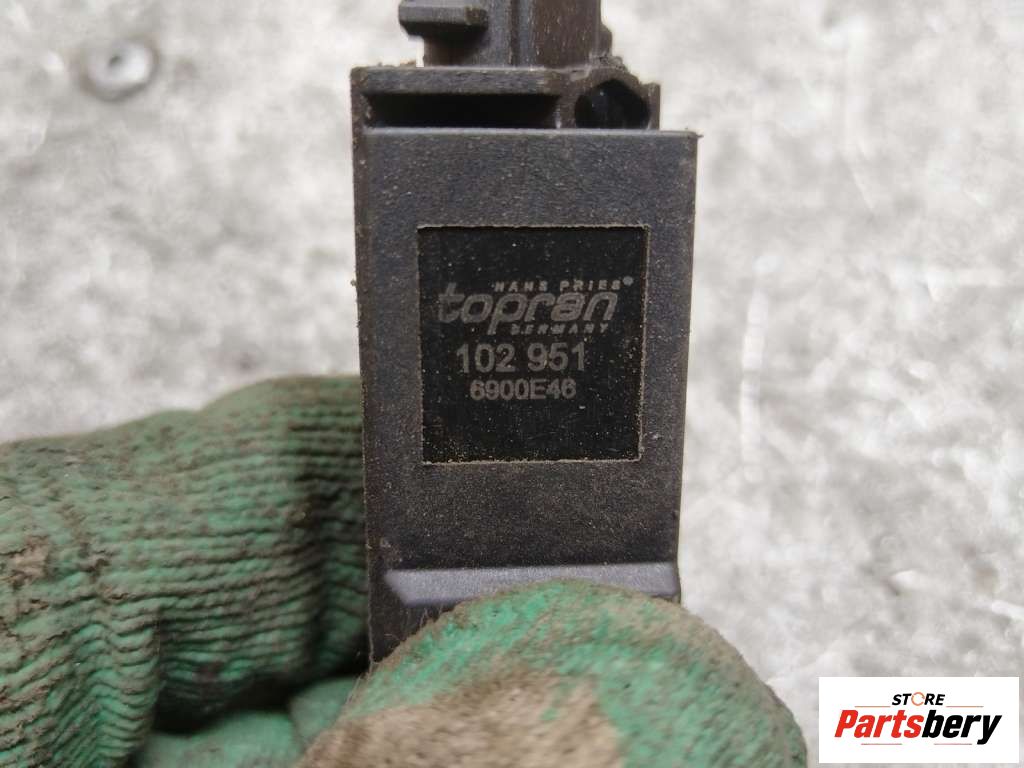 HANS PRIES®
topran
GERMANY
102 951
6900E46
STORE
Partsbery